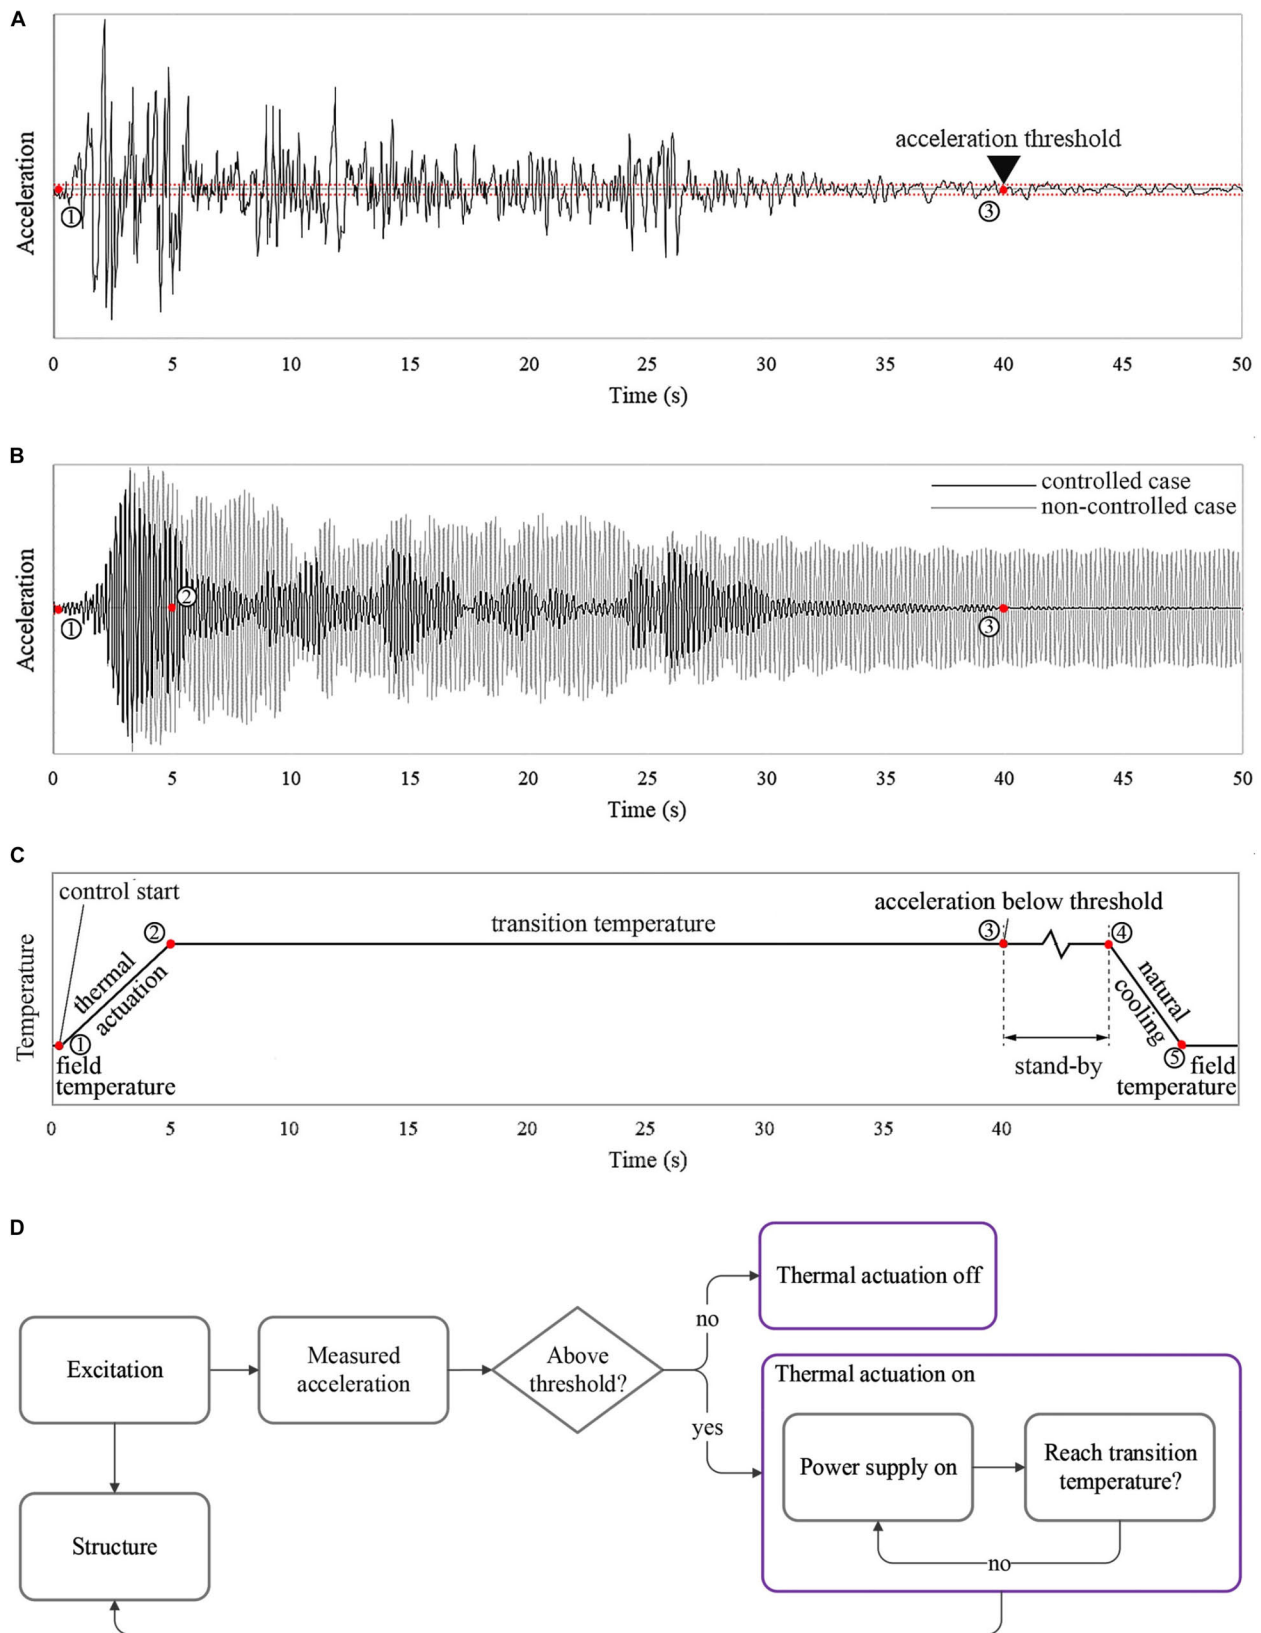 A
Acceleration
acceleration threshold
①
③
0 5 10 15 20 25 30 35 40 45 50
Time (s)
B
Acceleration
controlled case
non-controlled case
①
②
③
0 5 10 15 20 25 30 35 40 45 50
Time (s)
C
Temperature
control start
①
field
temperature
thermal
actuation
②
transition temperature
acceleration below threshold
③
④
stand-by
natural
cooling
⑤
field
temperature
0 5 10 15 20 25 30 35 40
Time (s)
D
Excitation
Measured
acceleration
Above
threshold?
no
Thermal actuation off
yes
Thermal actuation on
Power supply on
Reach transition
temperature?
no
Structure